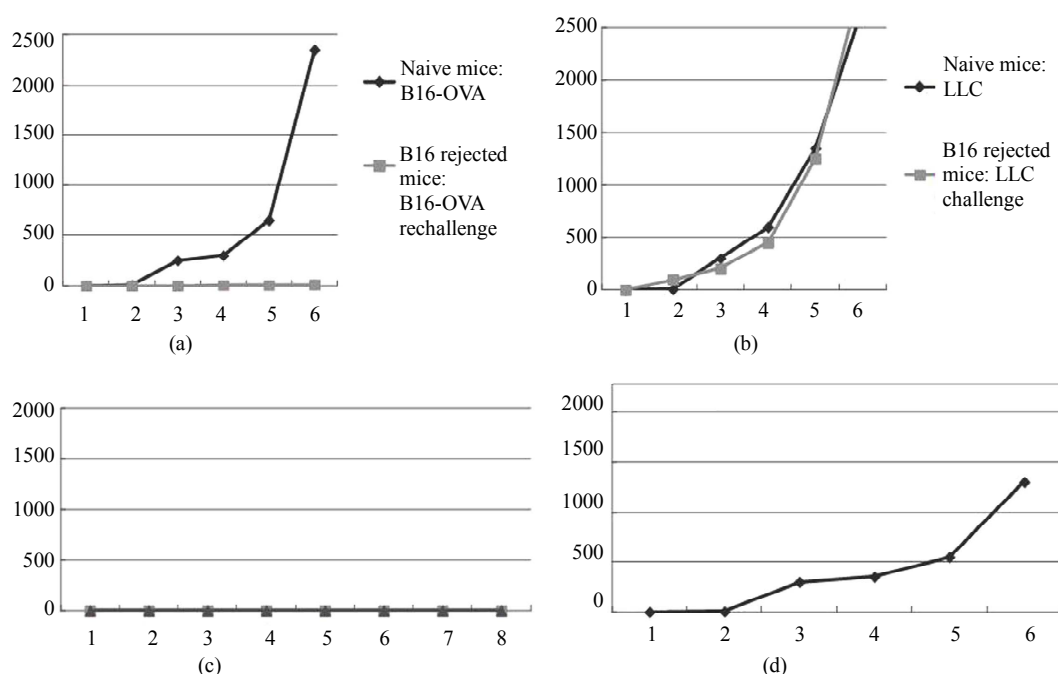 2500
2000
1500
1000
500
0
1 2 3 4 5 6
Naive mice:
B16-OVA
B16 rejected
mice:
B16-OVA
rechallenge
(a)
2500
2000
1500
1000
500
0
1 2 3 4 5 6
Naive mice:
LLC
B16 rejected
mice: LLC
challenge
(b)
2000
1500
1000
500
0
1 2 3 4 5 6 7 8
(c)
2000
1500
1000
500
0
1 2 3 4 5 6
(d)